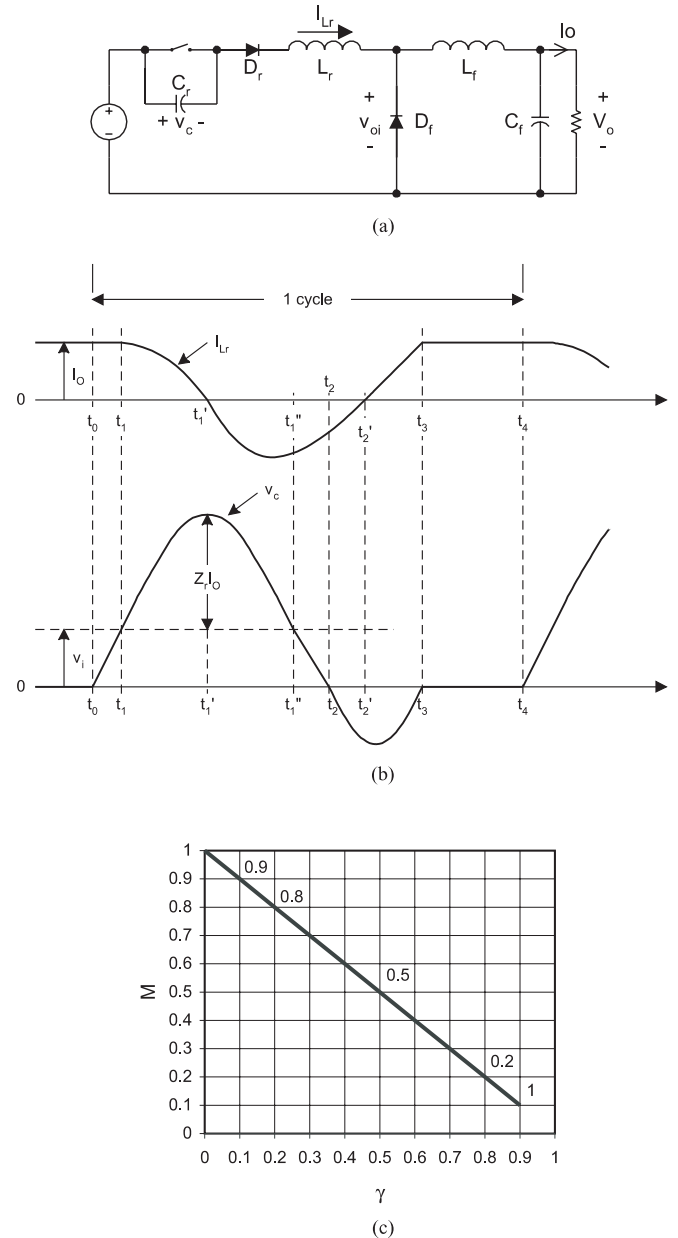 I_Lr
Io
D_r
L_r
L_f
C_r
+ v_c -
+
−
+
v_oi
-
D_f
C_f
+
V_o
-
(a)
1 cycle
I_Lr
I_O
0
t_0 t_1 t_1' t_1" t_2 t_2' t_3 t_4
v_c
Z_rI_O
v_i
0
t_0 t_1 t_1' t_1" t_2 t_2' t_3 t_4
(b)
1
0.9
0.8
0.7
0.6
0.5
0.4
0.3
0.2
0.1
0
M
0.9
0.8
0.5
0.2
1
0 0.1 0.2 0.3 0.4 0.5 0.6 0.7 0.8 0.9 1
γ
(c)